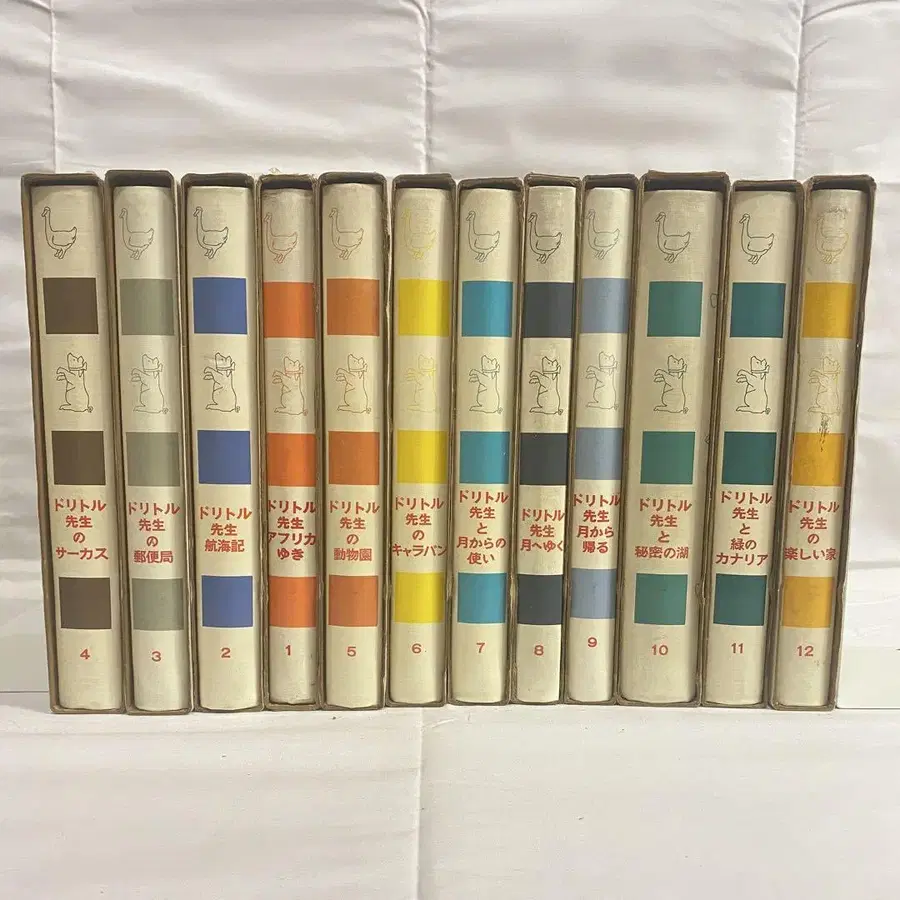 ドリトル
先生
の
サーカス
4
ドリトル
先生
の
郵便局
3
ドリトル
先生
航海記
2
ドリトル
先生
アフリカ
ゆき
1
ドリトル
先生
の
動物園
5
ドリトル
先生
の
キャラバン
6
ドリトル
先生
と
月からの
使い
7
ドリトル
先生
月へゆく
8
ドリトル
先生
月から
帰る
9
ドリトル
先生
と
秘密の湖
10
ドリトル
先生
と
緑の
カナリア
11
ドリトル
先生
の
楽しい家
12